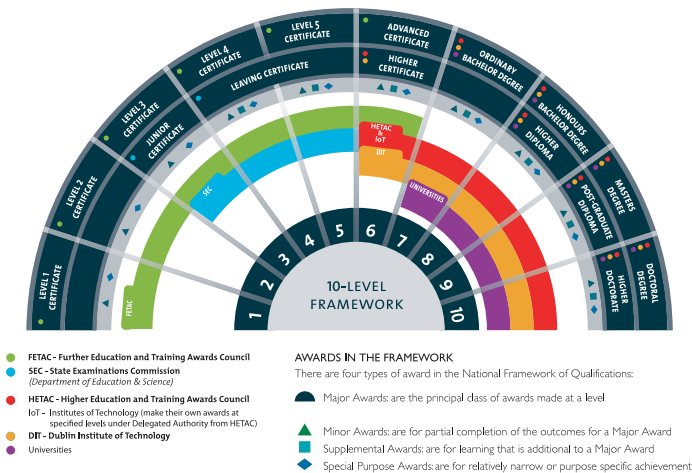 LEVEL 1
CERTIFICATE
LEVEL 2
CERTIFICATE
LEVEL 3
CERTIFICATE
LEVEL 4
CERTIFICATE
LEVEL 5
CERTIFICATE
ADVANCED
CERTIFICATE
ORDINARY
BACHELOR DEGREE
HONOURS
BACHELOR DEGREE
MASTERS
DEGREE
DOCTORAL
DEGREE
JUNIOR
CERTIFICATE
LEAVING CERTIFICATE
HIGHER
CERTIFICATE
HIGHER
DIPLOMA
POST-GRADUATE
DIPLOMA
HIGHER
DOCTORATE
FETAC
SEC
HETAC
&
IoT
DIT
UNIVERSITIES
1
2
3
4
5
6
7
8
9
10
10-LEVEL
FRAMEWORK
FETAC - Further Education and Training Awards Council
SEC - State Examinations Commission
(Department of Education & Science)
HETAC - Higher Education and Training Awards Council
IoT - Institutes of Technology (make their own awards at
specified levels under Delegated Authority from HETAC)
DIT - Dublin Institute of Technology
Universities
AWARDS IN THE FRAMEWORK
There are four types of award in the National Framework of Qualifications:
Major Awards: are the principal class of awards made at a level
Minor Awards: are for partial completion of the outcomes for a Major Award
Supplemental Awards: are for learning that is additional to a Major Award
Special Purpose Awards: are for relatively narrow or purpose specific achievement